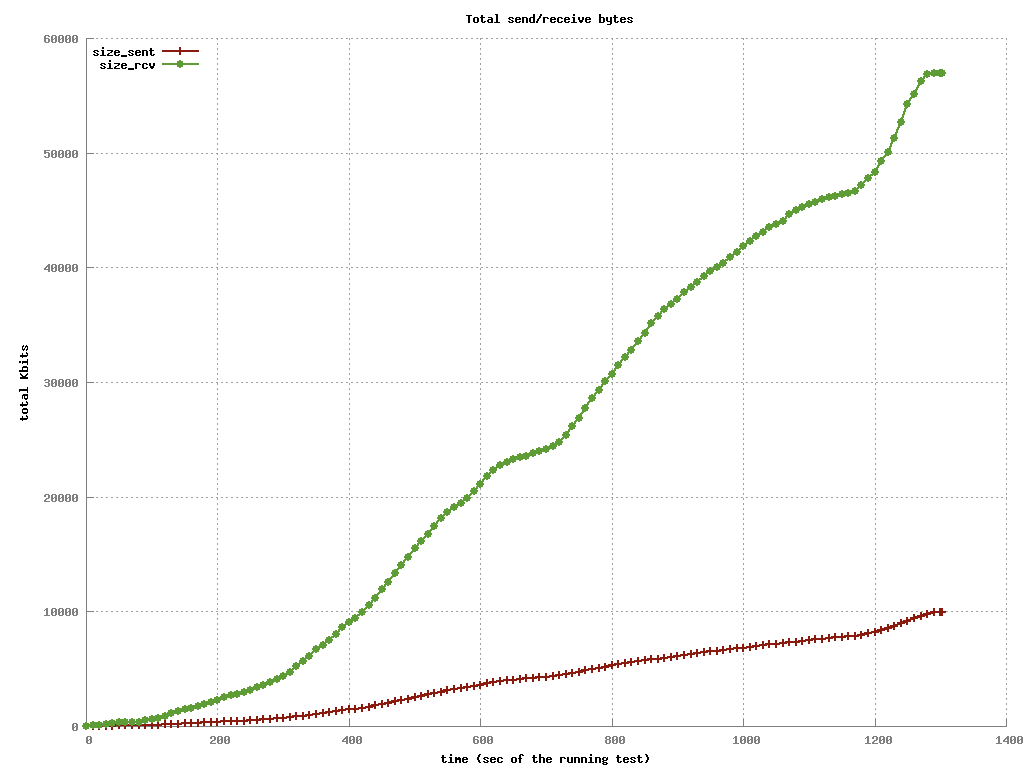 Total send/receive bytes
60000
size_sent
size_rcv
50000
40000
total Kbits
30000
20000
10000
0
0 200 400 600 800 1000 1200 1400
time (sec of the running test)